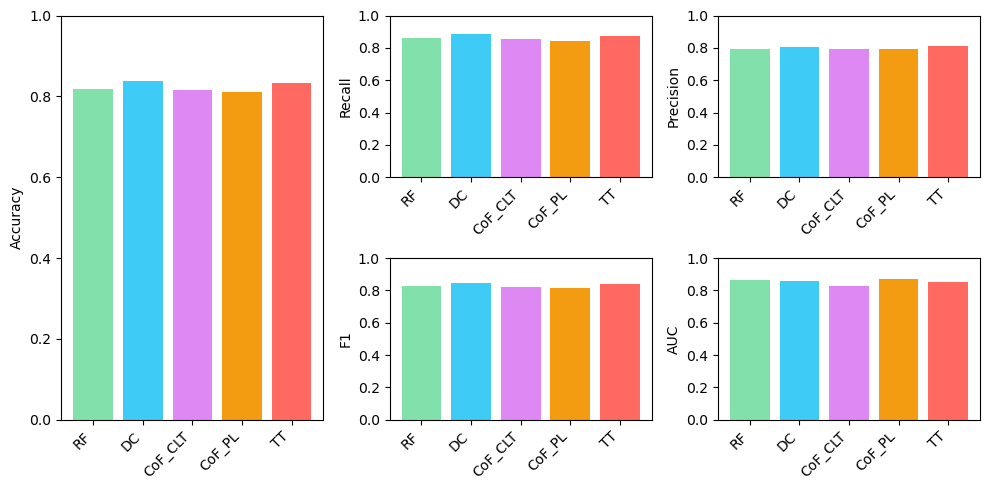 Accuracy
1.0
0.8
0.6
0.4
0.2
0.0
RF
DC
CoF_CLT
CoF_PL
TT
Recall
1.0
0.8
0.6
0.4
0.2
0.0
RF
DC
CoF_CLT
CoF_PL
TT
Precision
1.0
0.8
0.6
0.4
0.2
0.0
RF
DC
CoF_CLT
CoF_PL
TT
F1
1.0
0.8
0.6
0.4
0.2
0.0
RF
DC
CoF_CLT
CoF_PL
TT
AUC
1.0
0.8
0.6
0.4
0.2
0.0
RF
DC
CoF_CLT
CoF_PL
TT